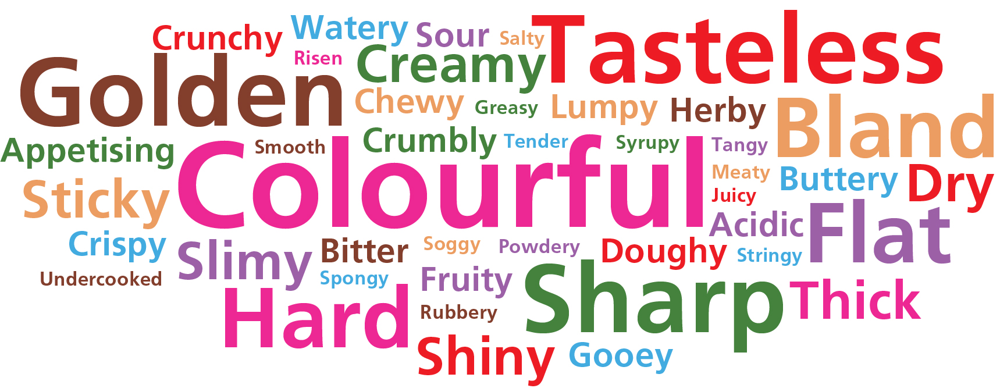 Crunchy
Watery
Sour
Salty
Tasteless
Risen
Golden
Creamy
Chewy
Greasy
Lumpy
Herby
Bland
Appetising
Smooth
Crumbly
Tender
Syrupy
Tangy
Colourful
Sticky
Meaty
Buttery
Dry
Juicy
Acidic
Flat
Crispy
Slimy
Bitter
Soggy
Powdery
Doughy
Stringy
Undercooked
Spongy
Fruity
Sharp
Thick
Hard
Rubbery
Shiny
Gooey